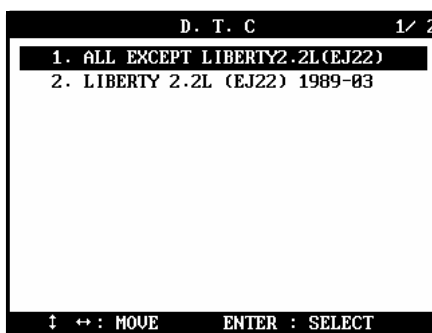 D. T. C 1/ 2
1. ALL EXCEPT LIBERTY2.2L(EJ22)
2. LIBERTY 2.2L (EJ22) 1989-03
↕ ↔: MOVE ENTER : SELECT